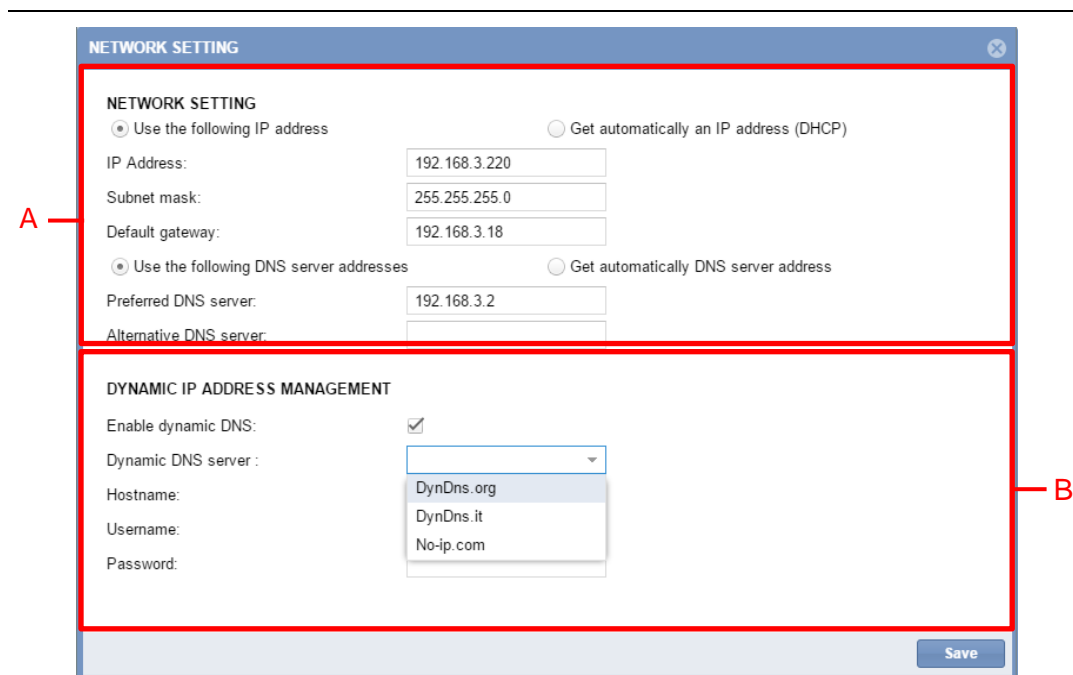 NETWORK SETTING
NETWORK SETTING
Use the following IP address Get automatically an IP address (DHCP)
IP Address: 192.168.3.220
Subnet mask: 255.255.255.0
A
Default gateway: 192.168.3.18
Use the following DNS server addresses Get automatically DNS server address
Preferred DNS server: 192.168.3.2
Alternative DNS server:
DYNAMIC IP ADDRESS MANAGEMENT
Enable dynamic DNS:
Dynamic DNS server :
Hostname: DynDns.org
B
Username: DynDns.it
No-ip.com
Password:
Save